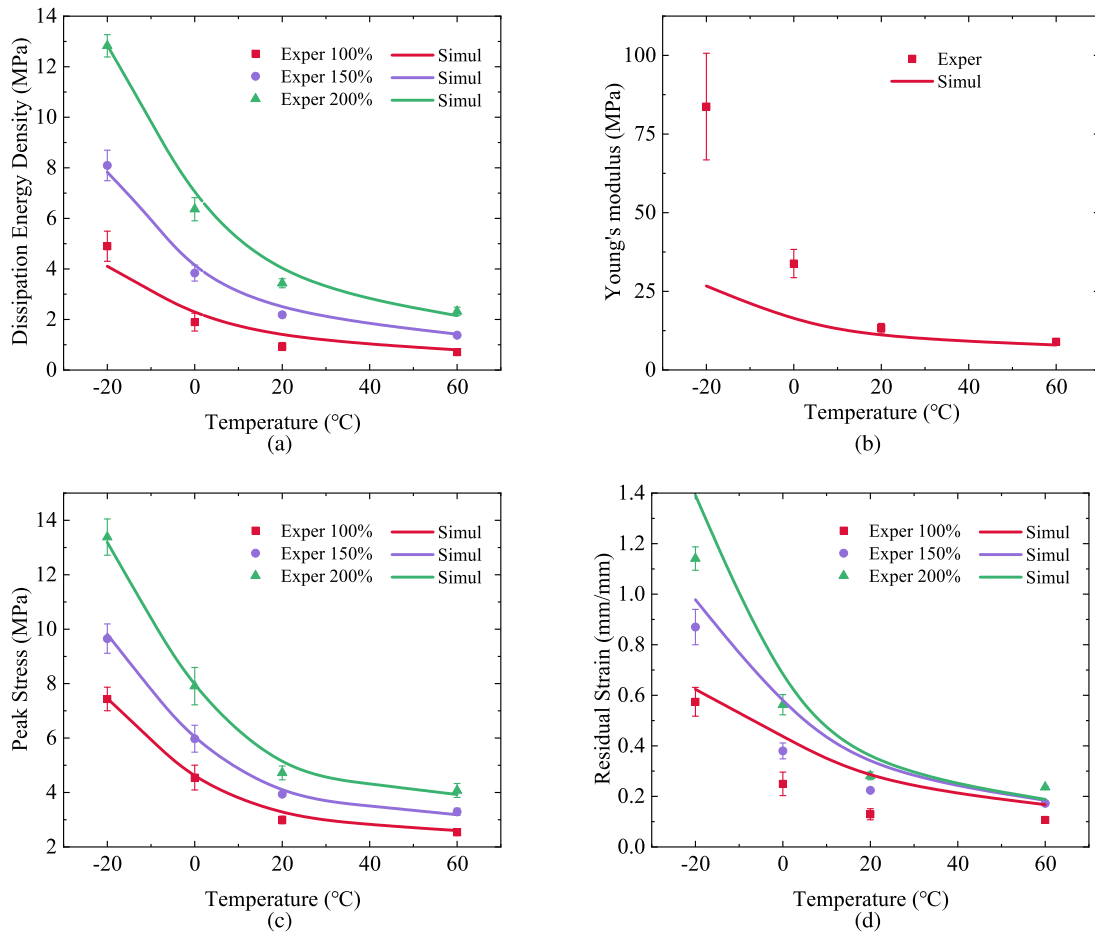 14
12
10
8
6
4
2
0
Dissipation Energy Density (MPa)
Exper 100% Simul
Exper 150% Simul
Exper 200% Simul
-20 0 20 40 60
Temperature (℃)
(a)
100
75
50
25
0
Young's modulus (MPa)
Exper
Simul
-20 0 20 40 60
Temperature (℃)
(b)
14
12
10
8
6
4
2
Peak Stress (MPa)
Exper 100% Simul
Exper 150% Simul
Exper 200% Simul
-20 0 20 40 60
Temperature (℃)
(c)
1.4
1.2
1.0
0.8
0.6
0.4
0.2
0.0
Residual Strain (mm/mm)
Exper 100% Simul
Exper 150% Simul
Exper 200% Simul
-20 0 20 40 60
Temperature (℃)
(d)